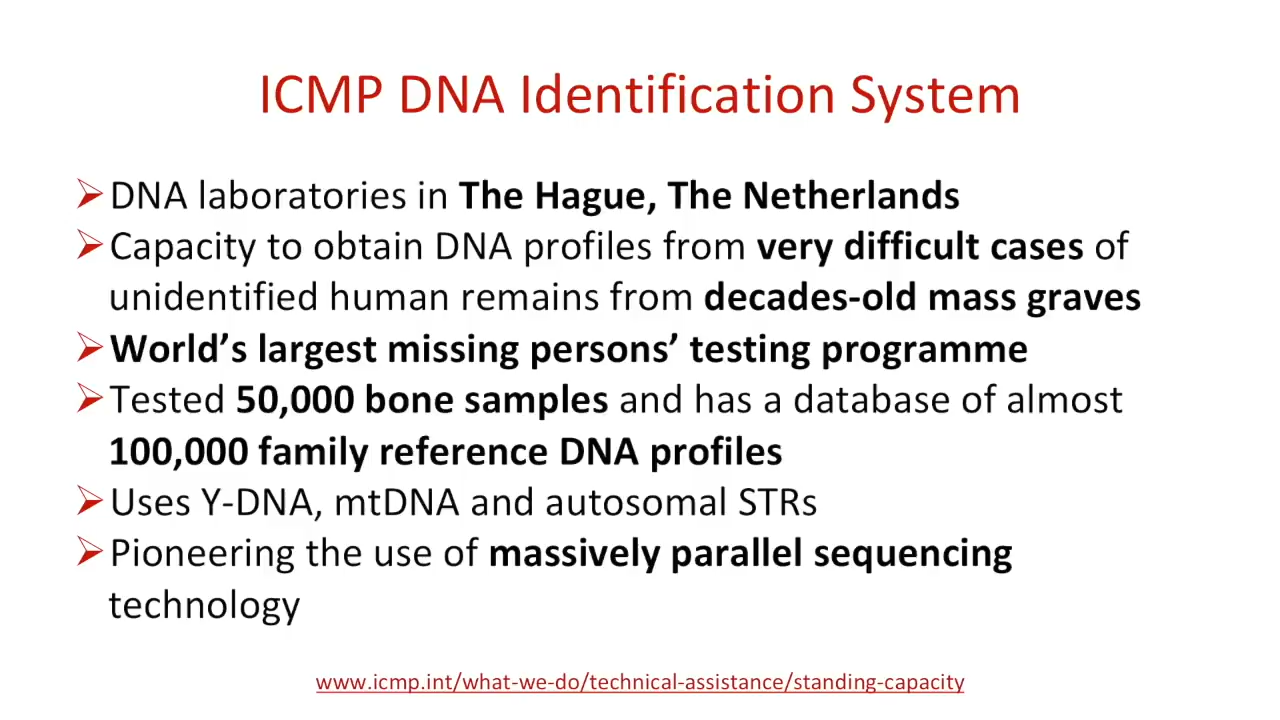 ICMP DNA Identification System
➢DNA laboratories in The Hague, The Netherlands
➢Capacity to obtain DNA profiles from very difficult cases of
unidentified human remains from decades-old mass graves
➢World’s largest missing persons’ testing programme
➢Tested 50,000 bone samples and has a database of almost
100,000 family reference DNA profiles
➢Uses Y-DNA, mtDNA and autosomal STRs
➢Pioneering the use of massively parallel sequencing
technology
www.icmp.int/what-we-do/technical-assistance/standing-capacity